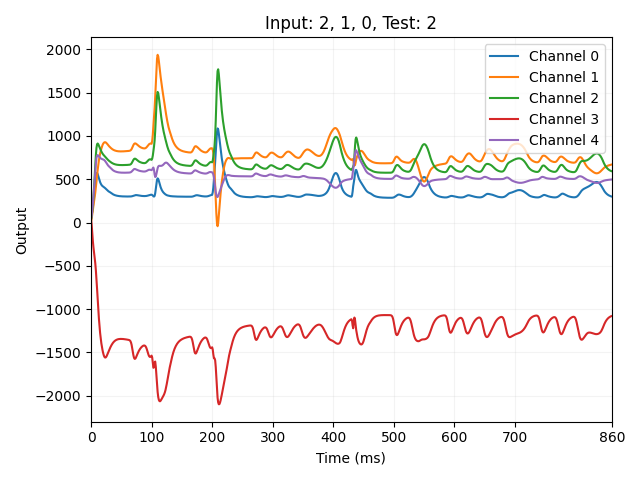 Input: 2, 1, 0, Test: 2
Channel 0
Channel 1
Channel 2
Channel 3
Channel 4
2000
1500
1000
500
0
−500
−1000
−1500
−2000
Output
0 100 200 300 400 500 600 700 860
Time (ms)